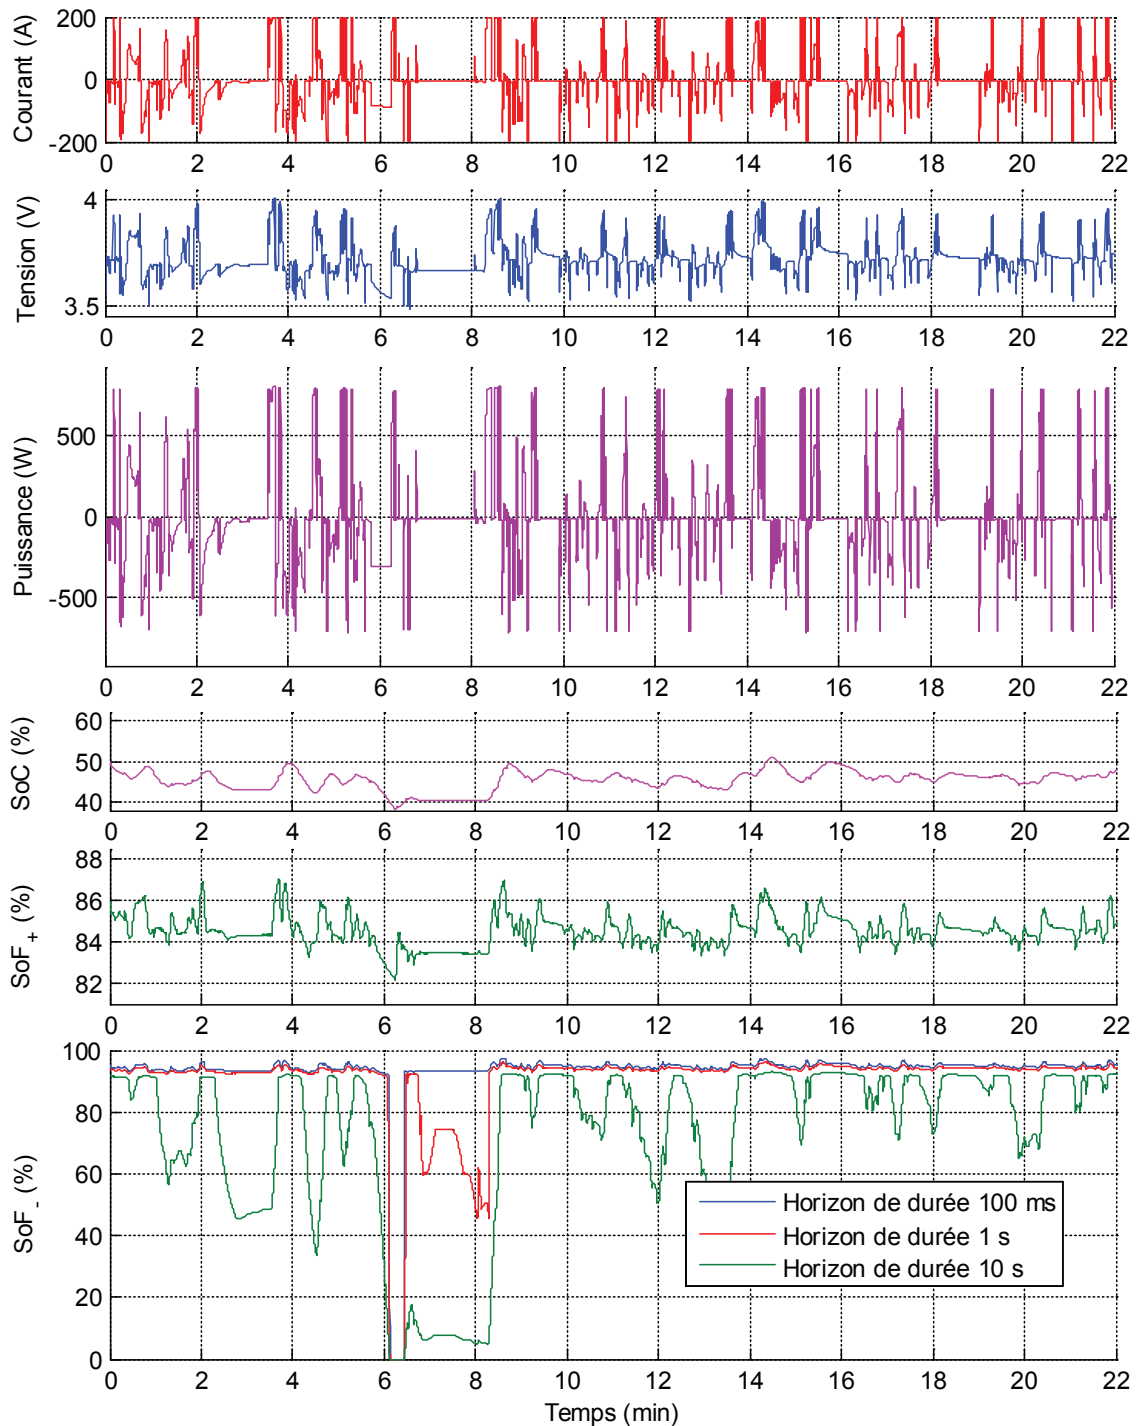 Courant (A)
200
0
-200
0 2 4 6 8 10 12 14 16 18 20 22
Tension (V)
4
3.5
0 2 4 6 8 10 12 14 16 18 20 22
Puissance (W)
500
0
-500
0 2 4 6 8 10 12 14 16 18 20 22
SoC (%)
60
50
40
0 2 4 6 8 10 12 14 16 18 20 22
SoF+ (%)
88
86
84
82
0 2 4 6 8 10 12 14 16 18 20 22
SoF- (%)
100
80
60
40
20
0
Horizon de durée 100 ms
Horizon de durée 1 s
Horizon de durée 10 s
0 2 4 6 8 10 12 14 16 18 20 22
Temps (min)